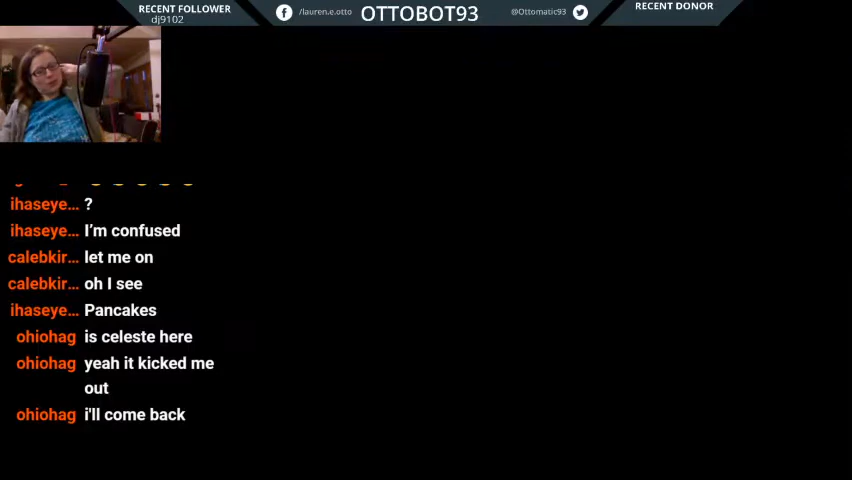 RECENT FOLLOWER
dj9102
/lauren.e.otto
OTTOBOT93
@Ottomatic93
RECENT DONOR
ihaseye... ?
ihaseye... I'm confused
calebkir... let me on
calebkir... oh I see
ihaseye... Pancakes
ohiohag is celeste here
ohiohag yeah it kicked me
out
ohiohag i'll come back